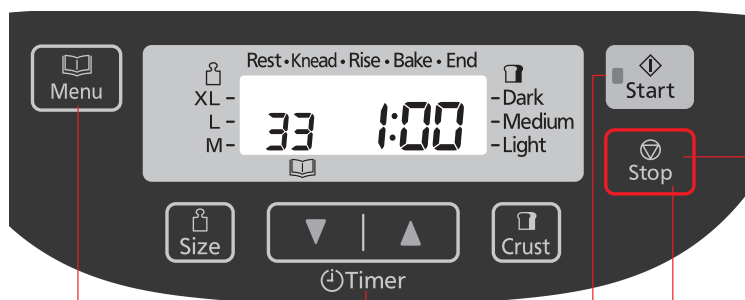 Menu
Rest•Knead • Rise • Bake • End
XL –
L –
M –
33
1:00
– Dark
– Medium
– Light
Start
Stop
Size
Timer
Crust